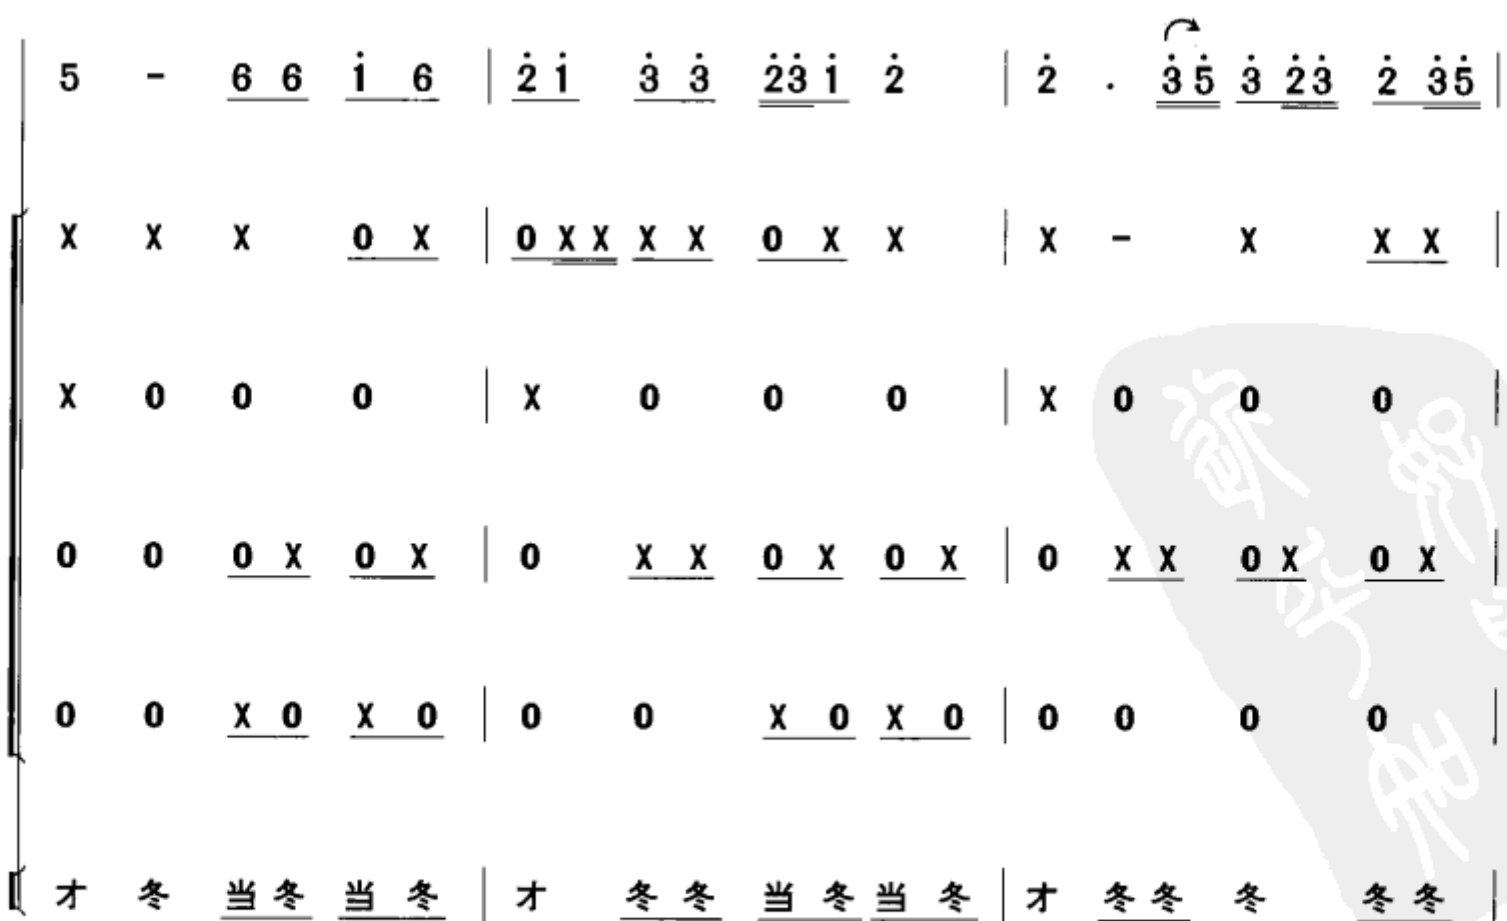 5 - 6 6 1̇ 6 | 2̇ 1̇ 3̇ 3̇ 2̇ 3̇ 1̇ 2̇ | 2̇ . 3̇ 5̇ 3̇ 2̇ 3̇ 2̇ 3̇ 5̇ |
X X X 0 X | 0 X X X X 0 X X | X - X X X |
X 0 0 0 | X 0 0 0 | X 0 0 0 |
0 0 0 X 0 X | 0 X X 0 X 0 X | 0 X X 0 X 0 X |
0 0 X 0 X 0 | 0 0 X 0 X 0 | 0 0 0 0 |
才 冬 当 冬 当 冬 | 才 冬 冬 当 冬 当 冬 | 才 冬 冬 冬 冬 冬 |